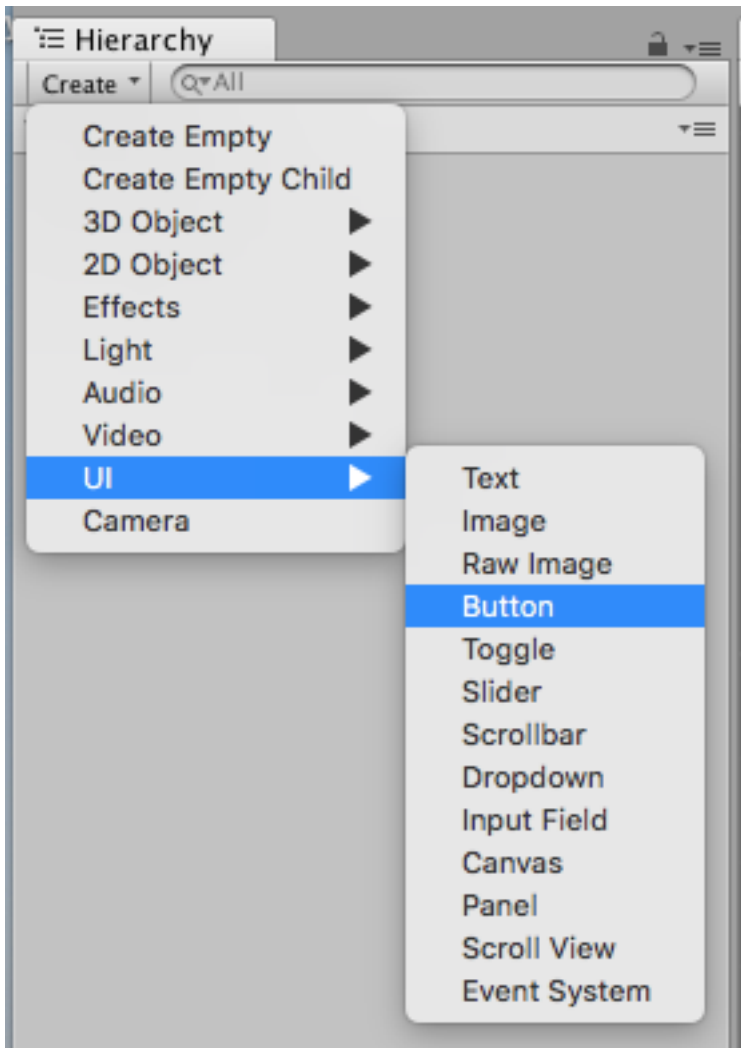 Hierarchy
Create
All
Create Empty
Create Empty Child
3D Object
2D Object
Effects
Light
Audio
Video
UI
Camera
Text
Image
Raw Image
Button
Toggle
Slider
Scrollbar
Dropdown
Input Field
Canvas
Panel
Scroll View
Event System